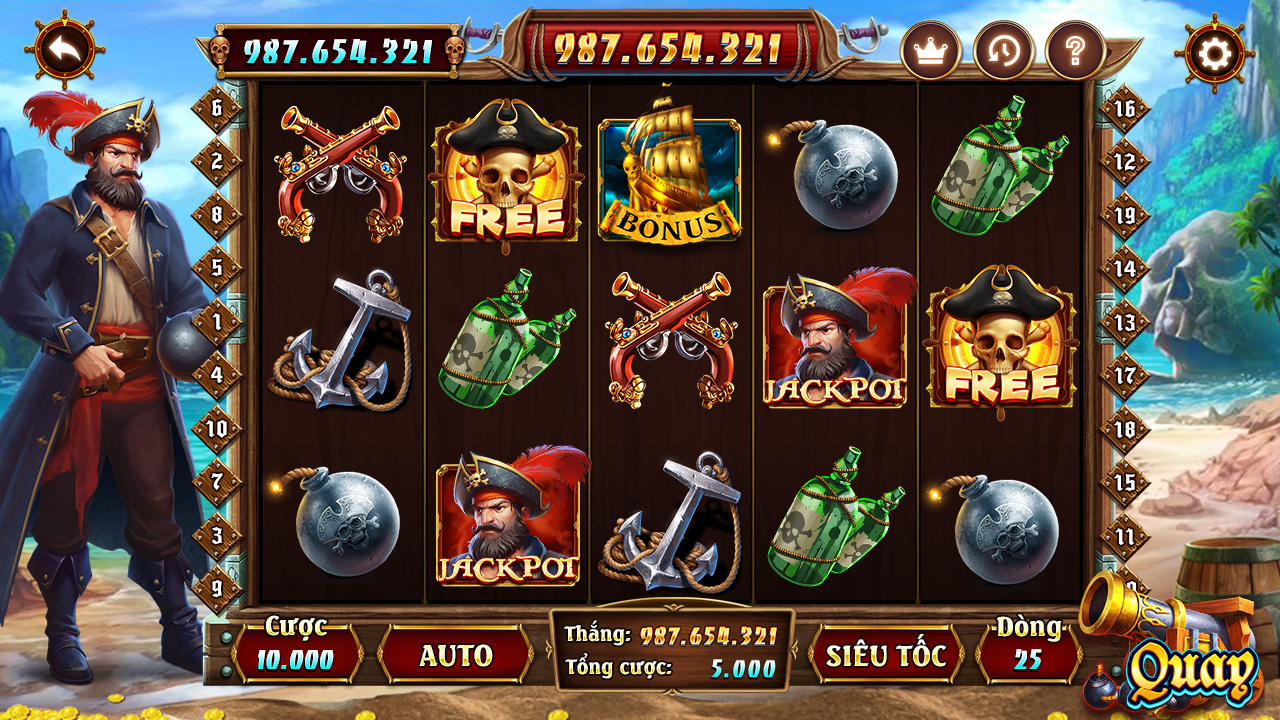 987.654.321
987.654.321
?
6
2
8
5
1
4
10
7
3
9
FREE
BONUS
JACKPOT
FREE
JACKPOT
16
12
19
14
13
17
18
15
11
Cược
10.000
AUTO
Thắng: 987.654.321
Tổng cược: 5.000
SIÊU TỐC
Dòng
25
Quay